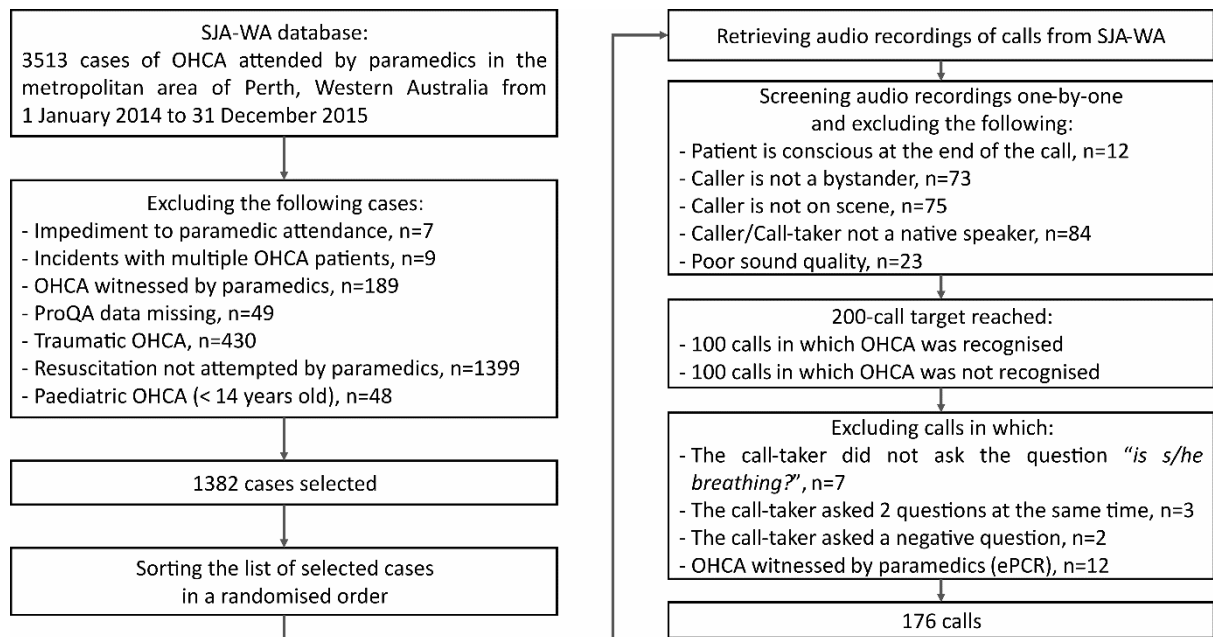 SJA-WA database:
3513 cases of OHCA attended by paramedics in the
metropolitan area of Perth, Western Australia from
1 January 2014 to 31 December 2015
Excluding the following cases:
- Impediment to paramedic attendance, n=7
- Incidents with multiple OHCA patients, n=9
- OHCA witnessed by paramedics, n=189
- ProQA data missing, n=49
- Traumatic OHCA, n=430
- Resuscitation not attempted by paramedics, n=1399
- Paediatric OHCA (< 14 years old), n=48
1382 cases selected
Sorting the list of selected cases
in a randomised order
Retrieving audio recordings of calls from SJA-WA
Screening audio recordings one-by-one
and excluding the following:
- Patient is conscious at the end of the call, n=12
- Caller is not a bystander, n=73
- Caller is not on scene, n=75
- Caller/Call-taker not a native speaker, n=84
- Poor sound quality, n=23
200-call target reached:
- 100 calls in which OHCA was recognised
- 100 calls in which OHCA was not recognised
Excluding calls in which:
- The call-taker did not ask the question “is s/he
breathing?”, n=7
- The call-taker asked 2 questions at the same time, n=3
- The call-taker asked a negative question, n=2
- OHCA witnessed by paramedics (ePCR), n=12
176 calls